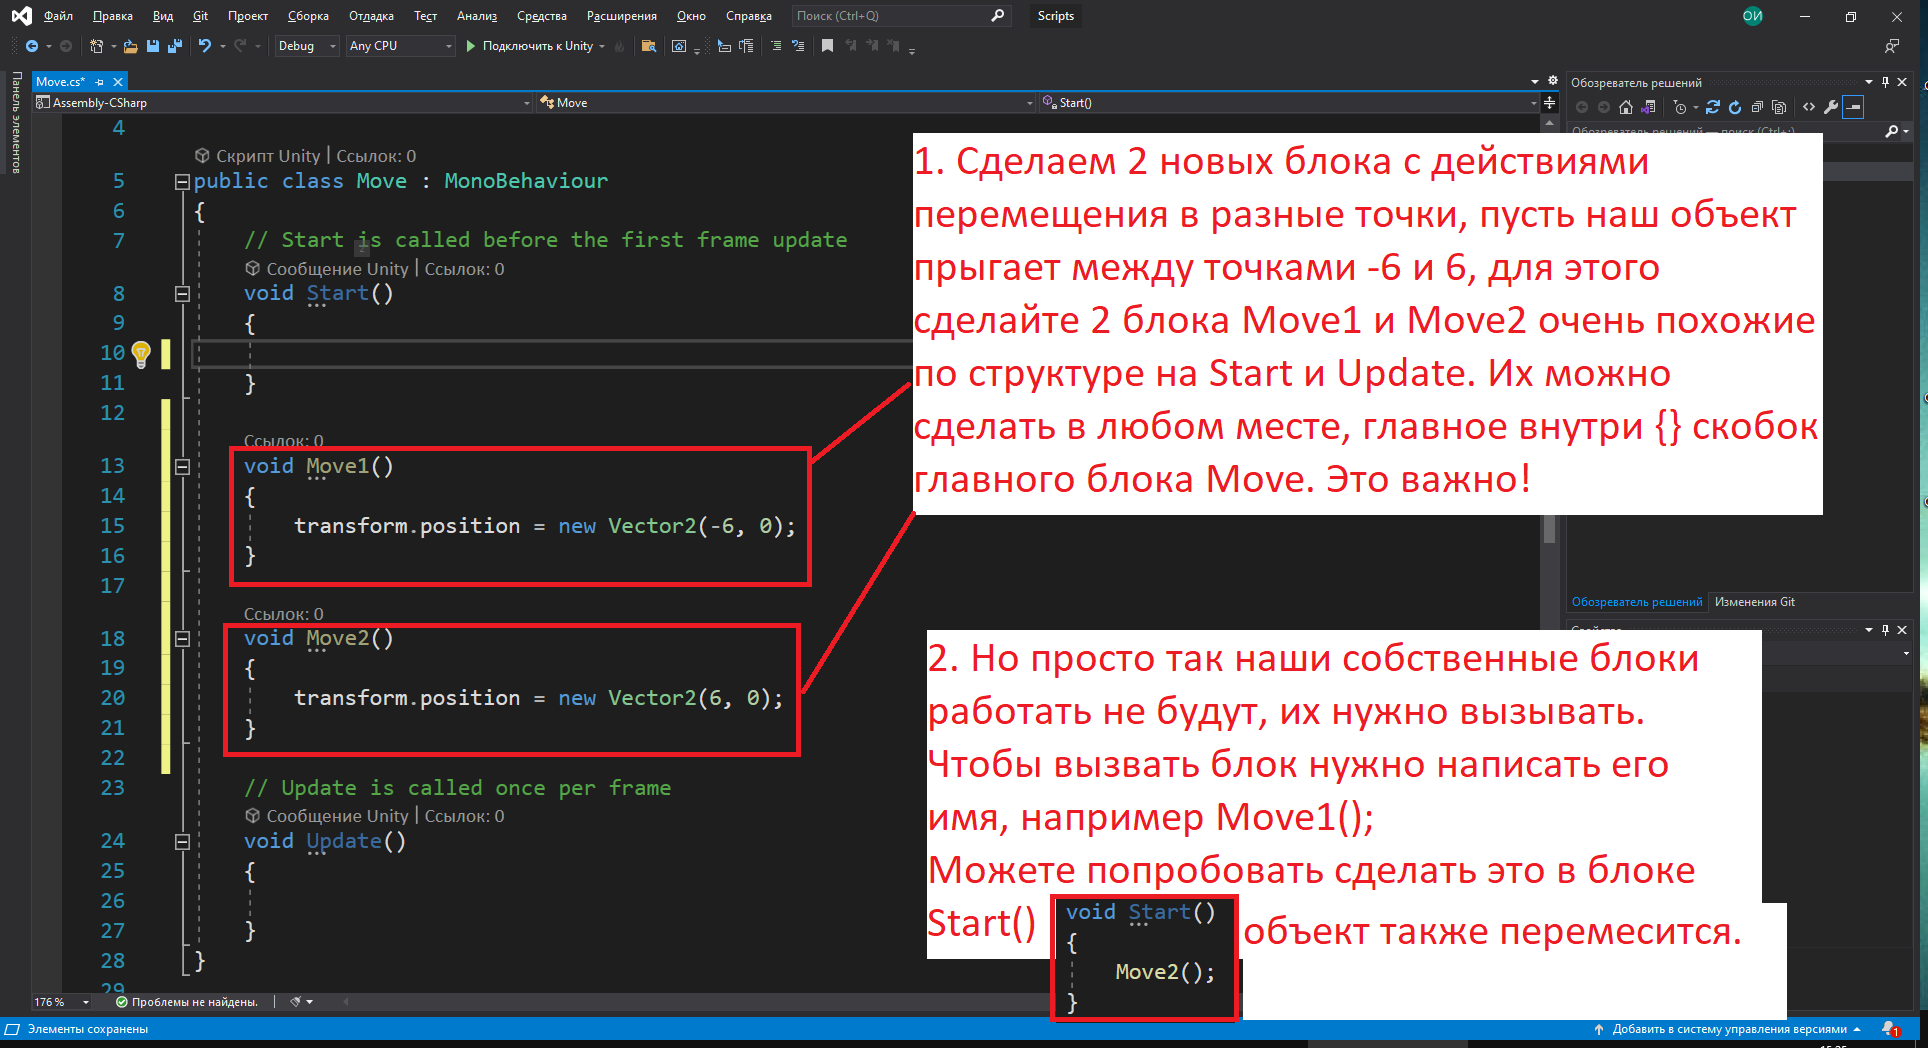 Файл Правка Вид Git Проект Сборка Отладка Тест Анализ Средства Расширения Окно Справка Поиск (Ctrl+Q) Scripts ОИ
Debug Any CPU Подключить к Unity
Панель элементов
Move.cs*
Assembly-CSharp Move Start()
4
Скрипт Unity | Ссылок: 0
5 public class Move : MonoBehaviour
6 {
7 // Start is called before the first frame update
Сообщение Unity | Ссылок: 0
8 void Start()
9 {
10
11 }
12
Ссылок: 0
13 void Move1()
14 {
15 transform.position = new Vector2(-6, 0);
16 }
17
Ссылок: 0
18 void Move2()
19 {
20 transform.position = new Vector2(6, 0);
21 }
22
23 // Update is called once per frame
Сообщение Unity | Ссылок: 0
24 void Update()
25 {
26
27 }
28 }
29
1. Сделаем 2 новых блока с действиями
перемещения в разные точки, пусть наш объект
прыгает между точками -6 и 6, для этого
сделайте 2 блока Move1 и Move2 очень похожие
по структуре на Start и Update. Их можно
сделать в любом месте, главное внутри {} скобок
главного блока Move. Это важно!
2. Но просто так наши собственные блоки
работать не будут, их нужно вызывать.
Чтобы вызвать блок нужно написать его
имя, например Move1();
Можете попробовать сделать это в блоке
Start() объект также перемесится.
void Start()
{
Move2();
}
Обозреватель решений
Обозреватель решений — поиск (Ctrl+;)
Обозреватель решений Изменения Git
Свойства
176 % Проблемы не найдены.
Элементы сохранены Добавить в систему управления версиями 1